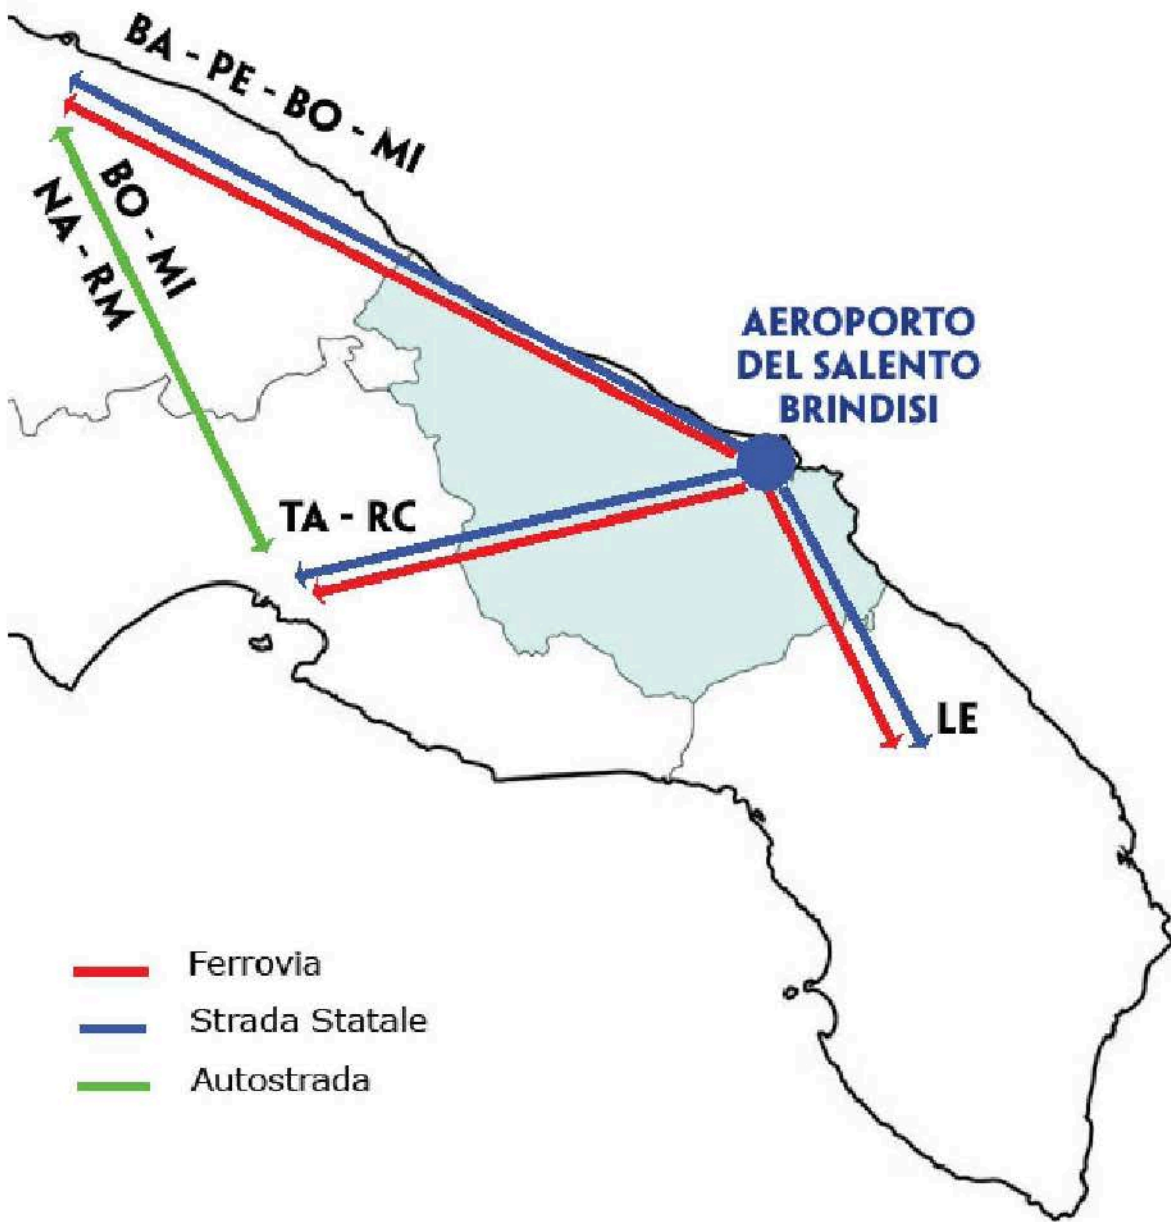 BA - PE - BO - MI
BO - MI
NA - RM
AEROPORTO
DEL SALENTO
BRINDISI
TA - RC
LE
Ferrovia
Strada Statale
Autostrada